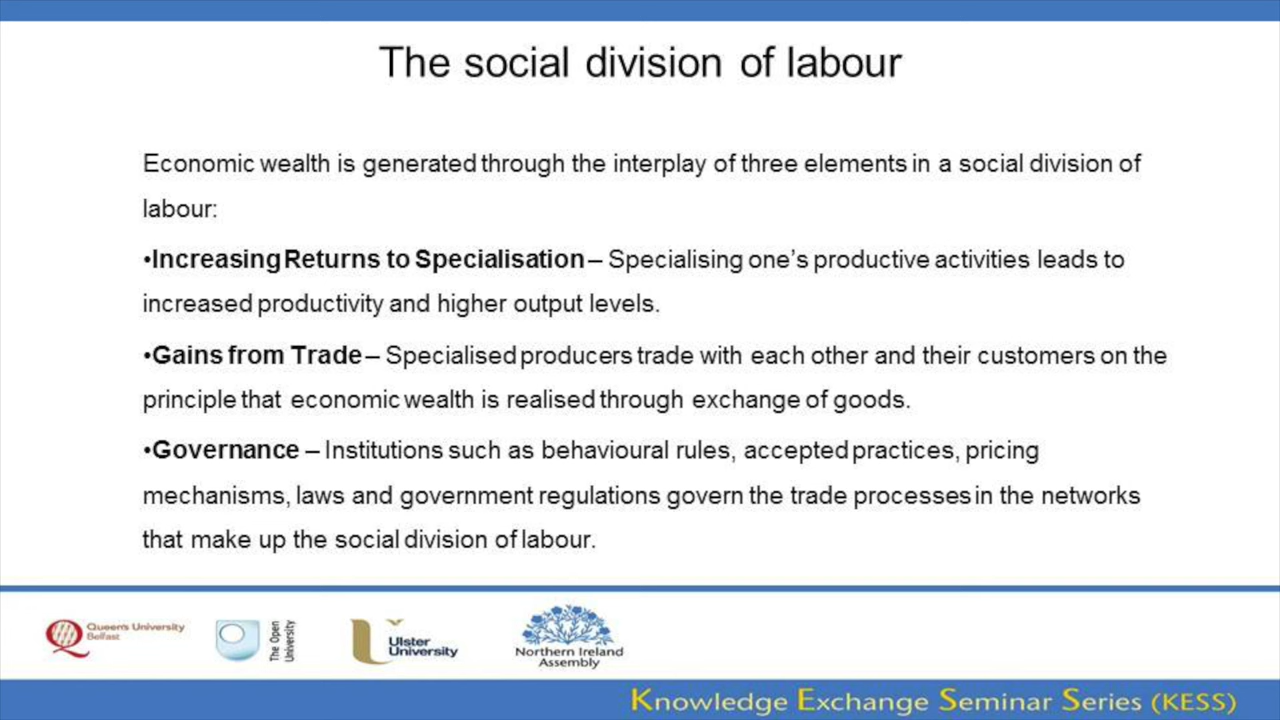 The social division of labour
Economic wealth is generated through the interplay of three elements in a social division of
labour:
•Increasing Returns to Specialisation – Specialising one's productive activities leads to
increased productivity and higher output levels.
•Gains from Trade – Specialised producers trade with each other and their customers on the
principle that economic wealth is realised through exchange of goods.
•Governance – Institutions such as behavioural rules, accepted practices, pricing
mechanisms, laws and government regulations govern the trade processes in the networks
that make up the social division of labour.
Queen's University
Belfast
The Open
University
Ulster
University
Northern Ireland
Assembly
Knowledge Exchange Seminar Series (KESS)